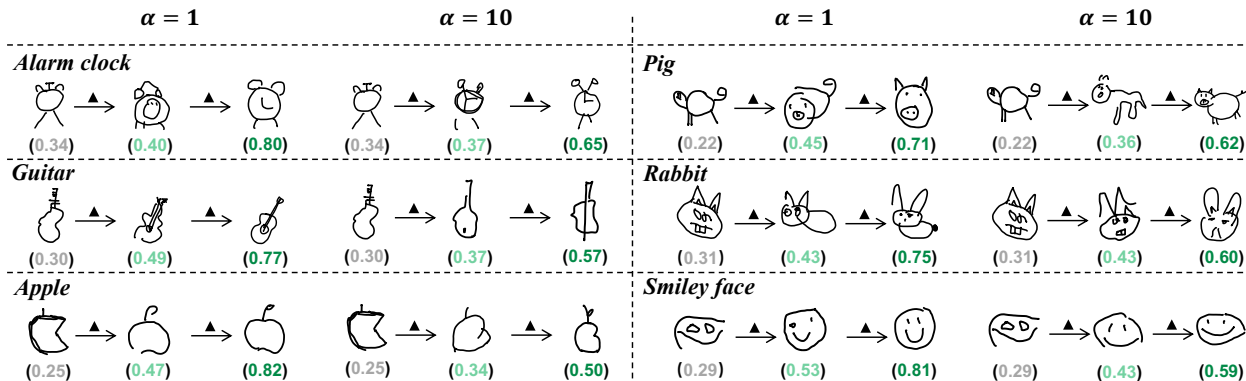 α = 1 α = 10 α = 1 α = 10
Alarm clock Pig
▲ ▲ ▲ ▲ ▲ ▲ ▲ ▲
(0.34) (0.40) (0.80) (0.34) (0.37) (0.65) (0.22) (0.45) (0.71) (0.22) (0.36) (0.62)
Guitar Rabbit
▲ ▲ ▲ ▲ ▲ ▲ ▲ ▲
(0.30) (0.49) (0.77) (0.30) (0.37) (0.57) (0.31) (0.43) (0.75) (0.31) (0.43) (0.60)
Apple Smiley face
▲ ▲ ▲ ▲ ▲ ▲ ▲ ▲
(0.25) (0.47) (0.82) (0.25) (0.34) (0.50) (0.29) (0.53) (0.81) (0.29) (0.43) (0.59)